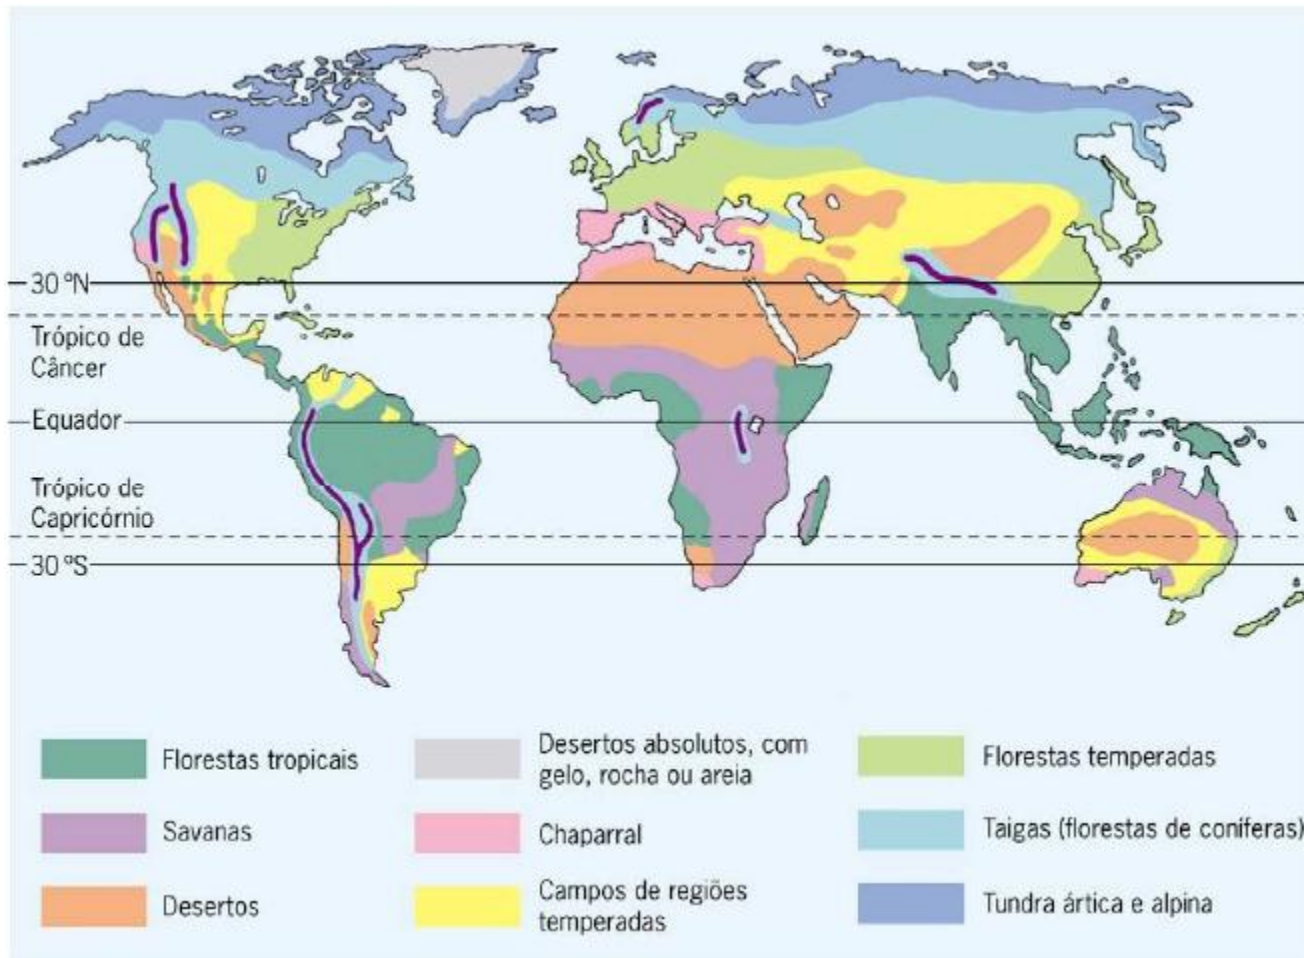 30 ºN
Trópico de
Câncer
Equador
Trópico de
Capricórnio
30 ºS
Florestas tropicais
Savanas
Desertos
Desertos absolutos, com
gelo, rocha ou areia
Chaparral
Campos de regiões
temperadas
Florestas temperadas
Taigas (florestas de coníferas)
Tundra ártica e alpina